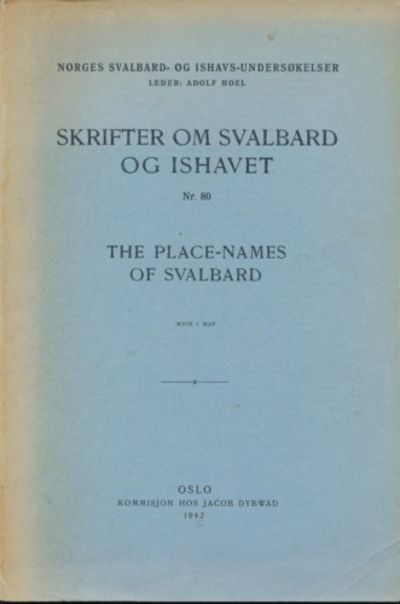 NORGES SVALBARD- OG ISHAVS-UNDERSØKELSER
LEDER: ADOLF HOEL
SKRIFTER OM SVALBARD
OG ISHAVET
Nr. 80
THE PLACE-NAMES
OF SVALBARD
WITH 1 MAP
OSLO
KOMMISJON HOS JACOB DYBWAD
1942